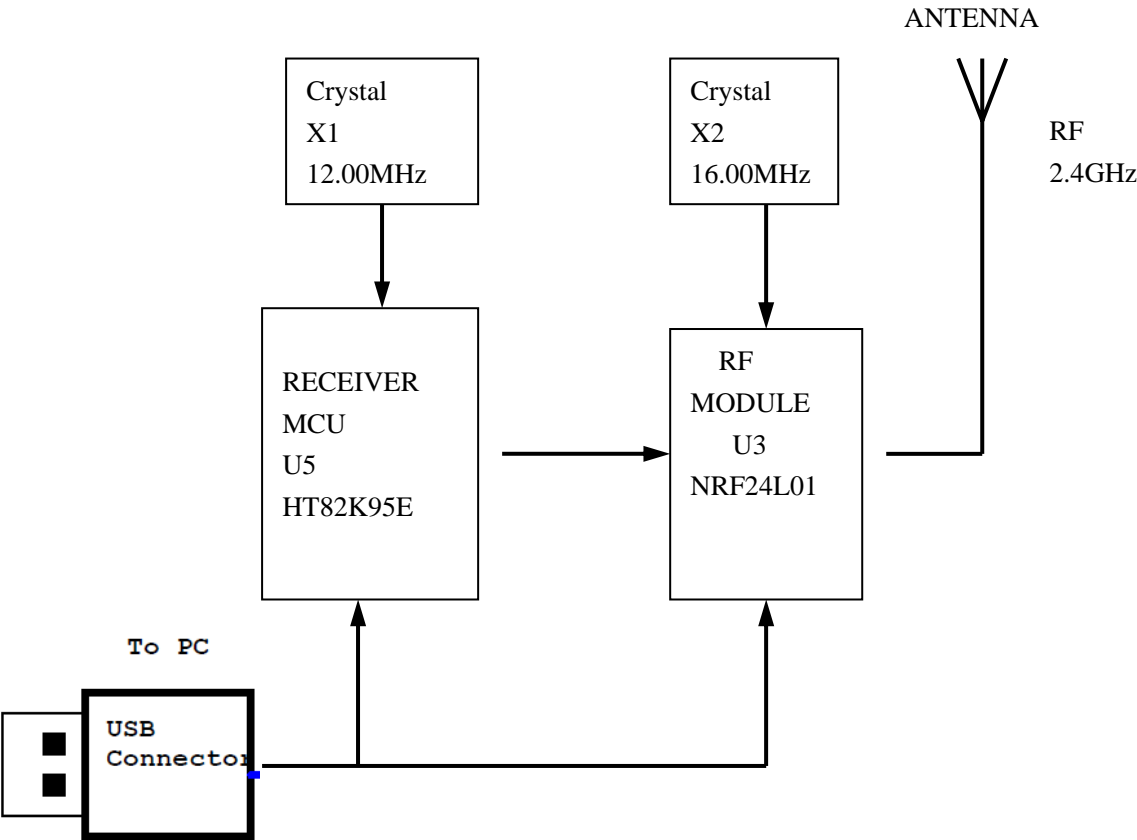 ANTENNA
Crystal
X1
12.00MHz
Crystal
X2
16.00MHz
RF
2.4GHz
RECEIVER
MCU
U5
HT82K95E
RF
MODULE
U3
NRF24L01
To PC
USB
Connector